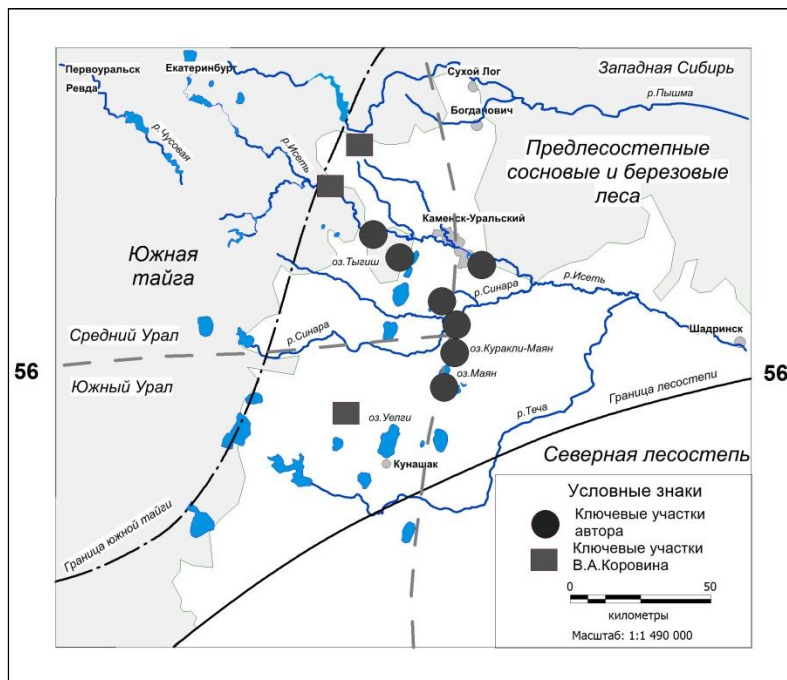 Первоуральск
Ревда
Екатеринбург
Сухой Лог
Западная Сибирь
р.Пышма
Богданович
р.Чусовая
р.Исеть
Предлесостепные
сосновые и березовые
леса
Каменск-Уральский
Южная
тайга
оз.Тыгиш
р.Исеть
р.Синара
Средний Урал
р.Синара
Шадринск
оз.Куракли-Маян
56
56
Южный Урал
оз.Маян
Граница лесостепи
р.Теча
оз.Уелги
Кунашак
Северная лесостепь
Граница южной тайги
Условные знаки
Ключевые участки
автора
Ключевые участки
В.А.Коровина
0 50
километры
Масштаб: 1:1 490 000